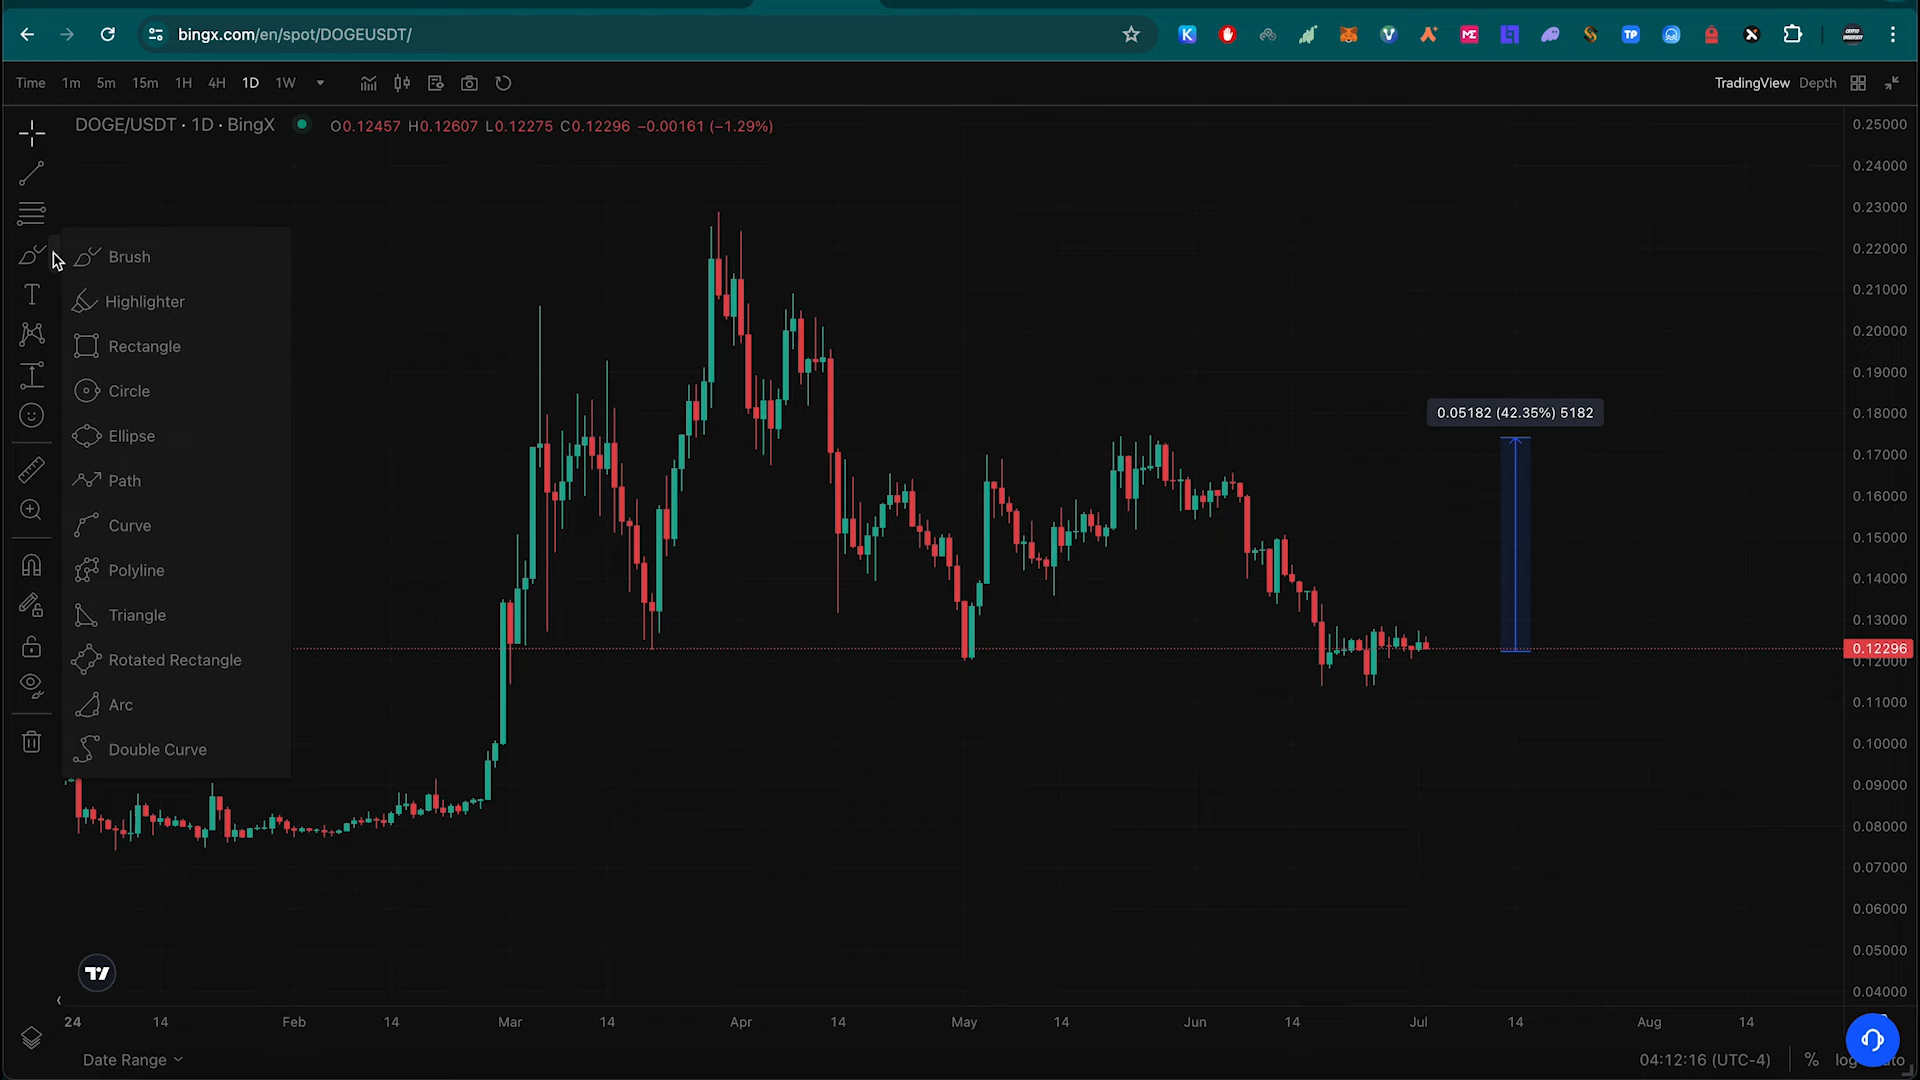 bingx.com/en/spot/DOGEUSDT/
Time 1m 5m 15m 1H 4H 1D 1W
TradingView Depth
DOGE/USDT · 1D · BingX O0.12457 H0.12607 L0.12275 C0.12296 −0.00161 (−1.29%)
Brush
Highlighter
Rectangle
Circle
Ellipse
Path
Curve
Polyline
Triangle
Rotated Rectangle
Arc
Double Curve
0.05182 (42.35%) 5182
0.25000
0.24000
0.23000
0.22000
0.21000
0.20000
0.19000
0.18000
0.17000
0.16000
0.15000
0.14000
0.13000
0.12296
0.12000
0.11000
0.10000
0.09000
0.08000
0.07000
0.06000
0.05000
0.04000
24 14 Feb 14 Mar 14 Apr 14 May 14 Jun 14 Jul 14 Aug 14
Date Range
04:12:16 (UTC-4) % log